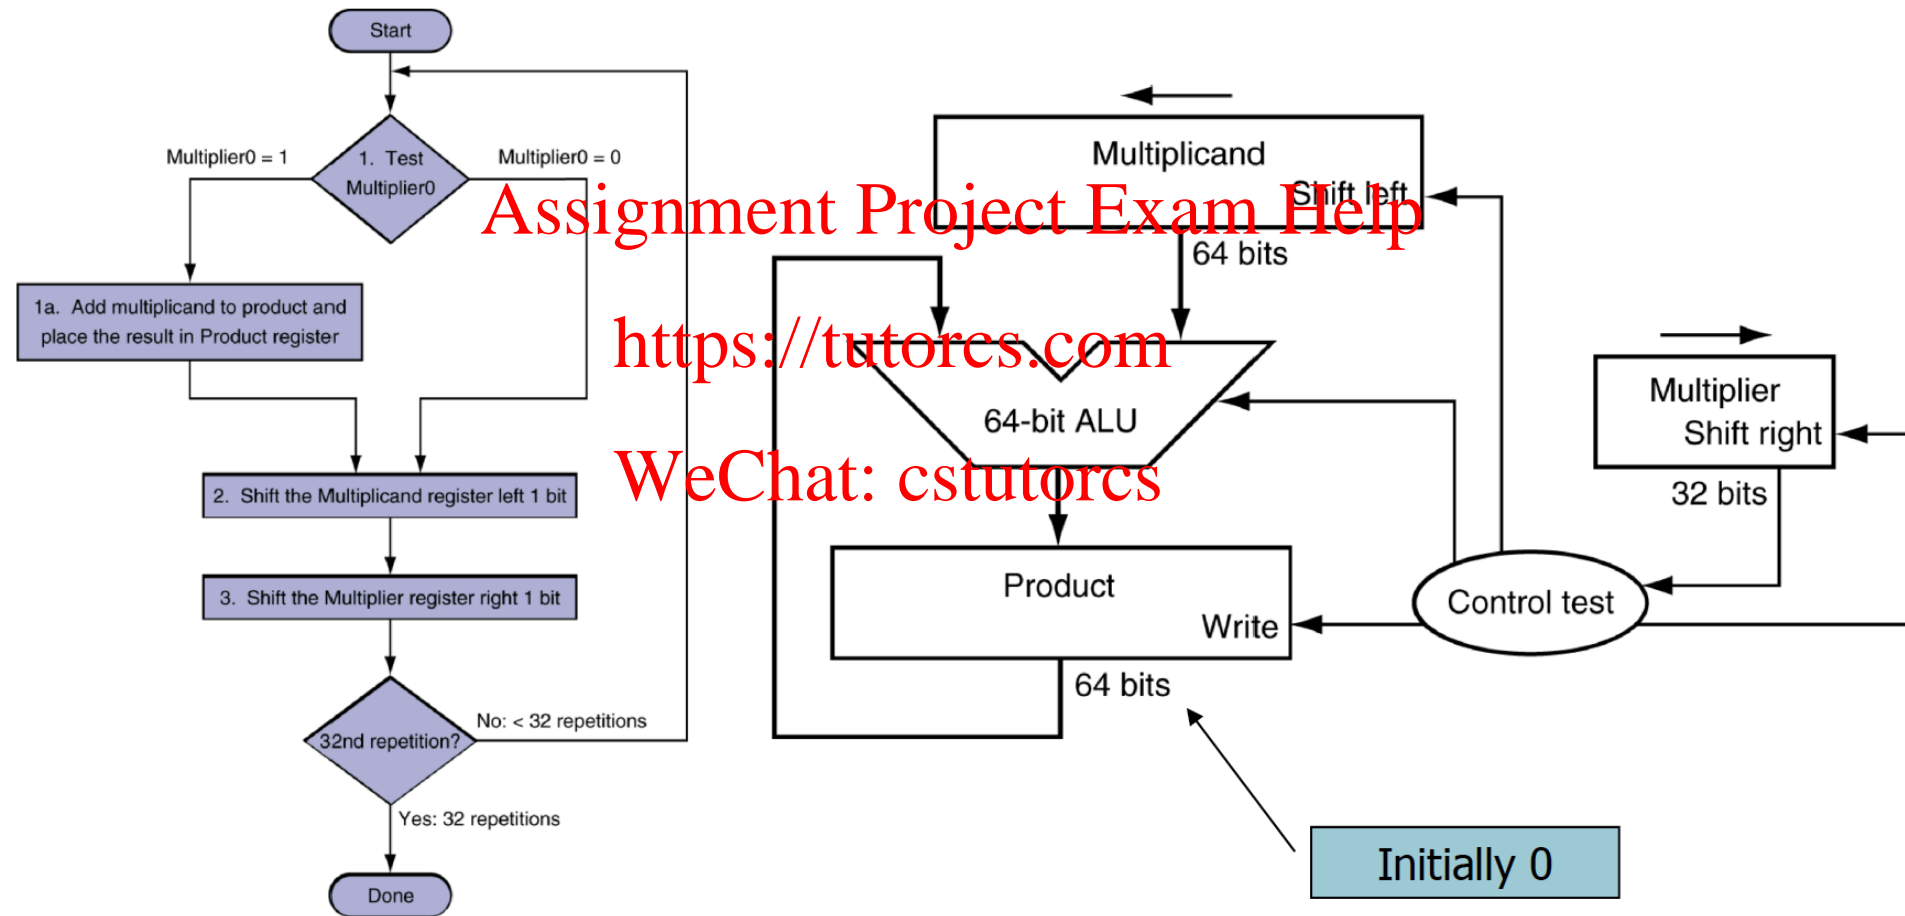 Start
Multiplier0 = 1
1. Test
Multiplier0
Multiplier0 = 0
1a. Add multiplicand to product and
place the result in Product register
2. Shift the Multiplicand register left 1 bit
3. Shift the Multiplier register right 1 bit
32nd repetition?
No: < 32 repetitions
Yes: 32 repetitions
Done
Multiplicand
Shift left
64 bits
64-bit ALU
Product
Write
64 bits
Multiplier
Shift right
32 bits
Control test
Initially 0
Assignment Project Exam Help
https://tutorcs.com
WeChat: cstutorcs